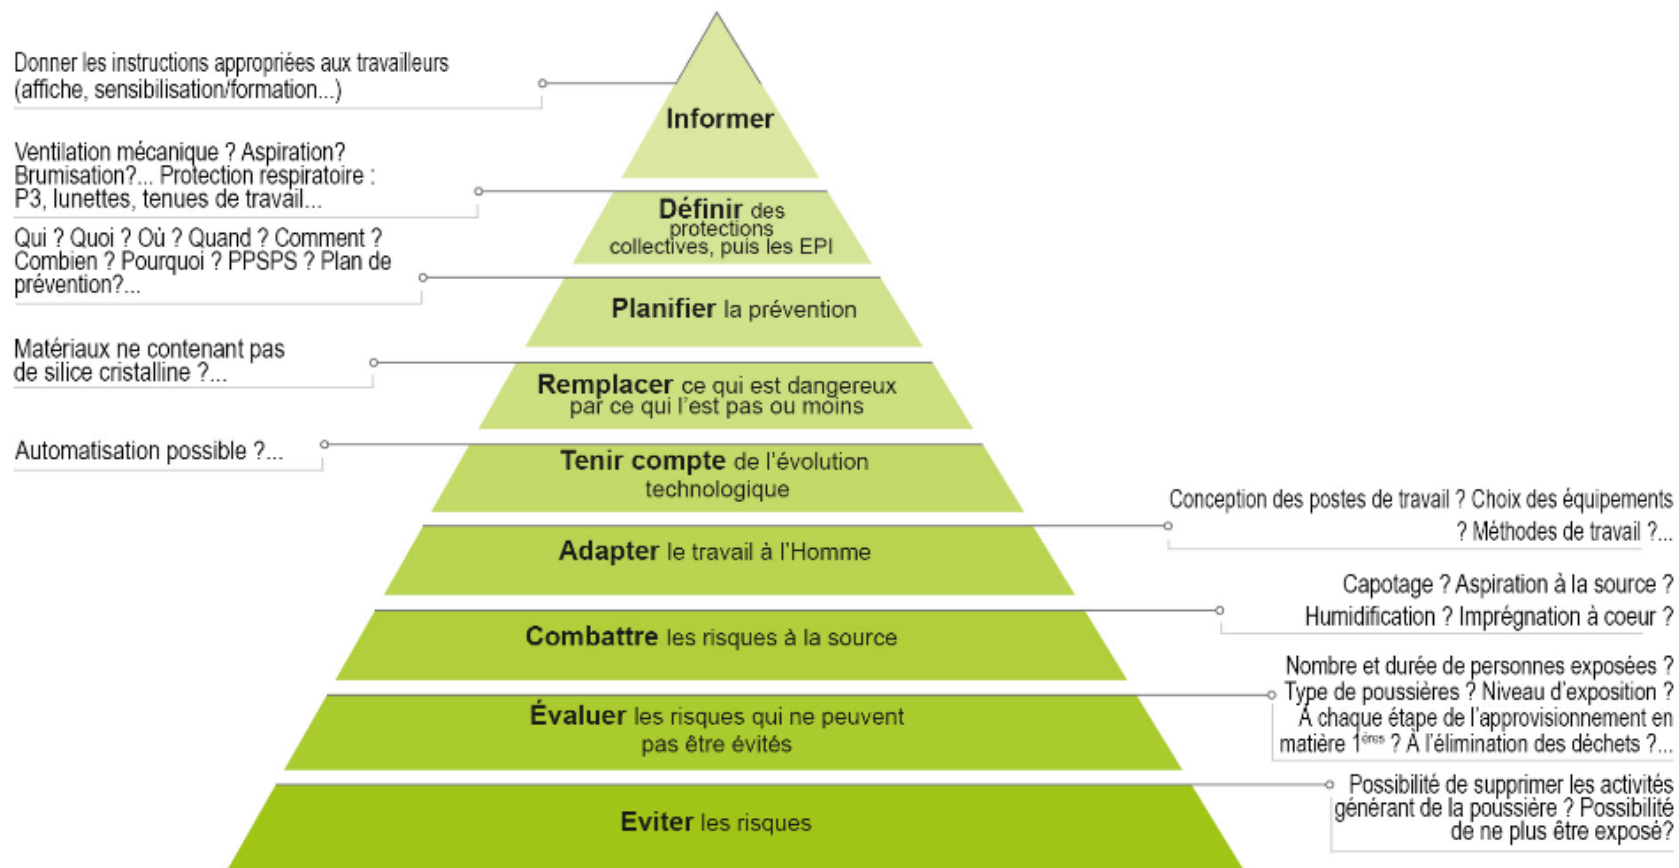 Donner les instructions appropriées aux travailleurs
(affiche, sensibilisation/formation...)
Informer
Ventilation mécanique ? Aspiration?
Brumisation?... Protection respiratoire :
P3, lunettes, tenues de travail...
Définir des
protections
collectives, puis les EPI
Qui ? Quoi ? Où ? Quand ? Comment ?
Combien ? Pourquoi ? PPSPS ? Plan de
prévention?...
Planifier la prévention
Matériaux ne contenant pas
de silice cristalline ?...
Remplacer ce qui est dangereux
par ce qui l'est pas ou moins
Automatisation possible ?...
Tenir compte de l'évolution
technologique
Conception des postes de travail ? Choix des équipements
? Méthodes de travail ?...
Adapter le travail à l'Homme
Capotage ? Aspiration à la source ?
Humidification ? Imprégnation à coeur ?
Combattre les risques à la source
Nombre et durée de personnes exposées ?
Type de poussières ? Niveau d'exposition ?
À chaque étape de l'approvisionnement en
matière 1ères ? À l'élimination des déchets ?...
Évaluer les risques qui ne peuvent
pas être évités
Possibilité de supprimer les activités
générant de la poussière ? Possibilité
de ne plus être exposé?
Eviter les risques